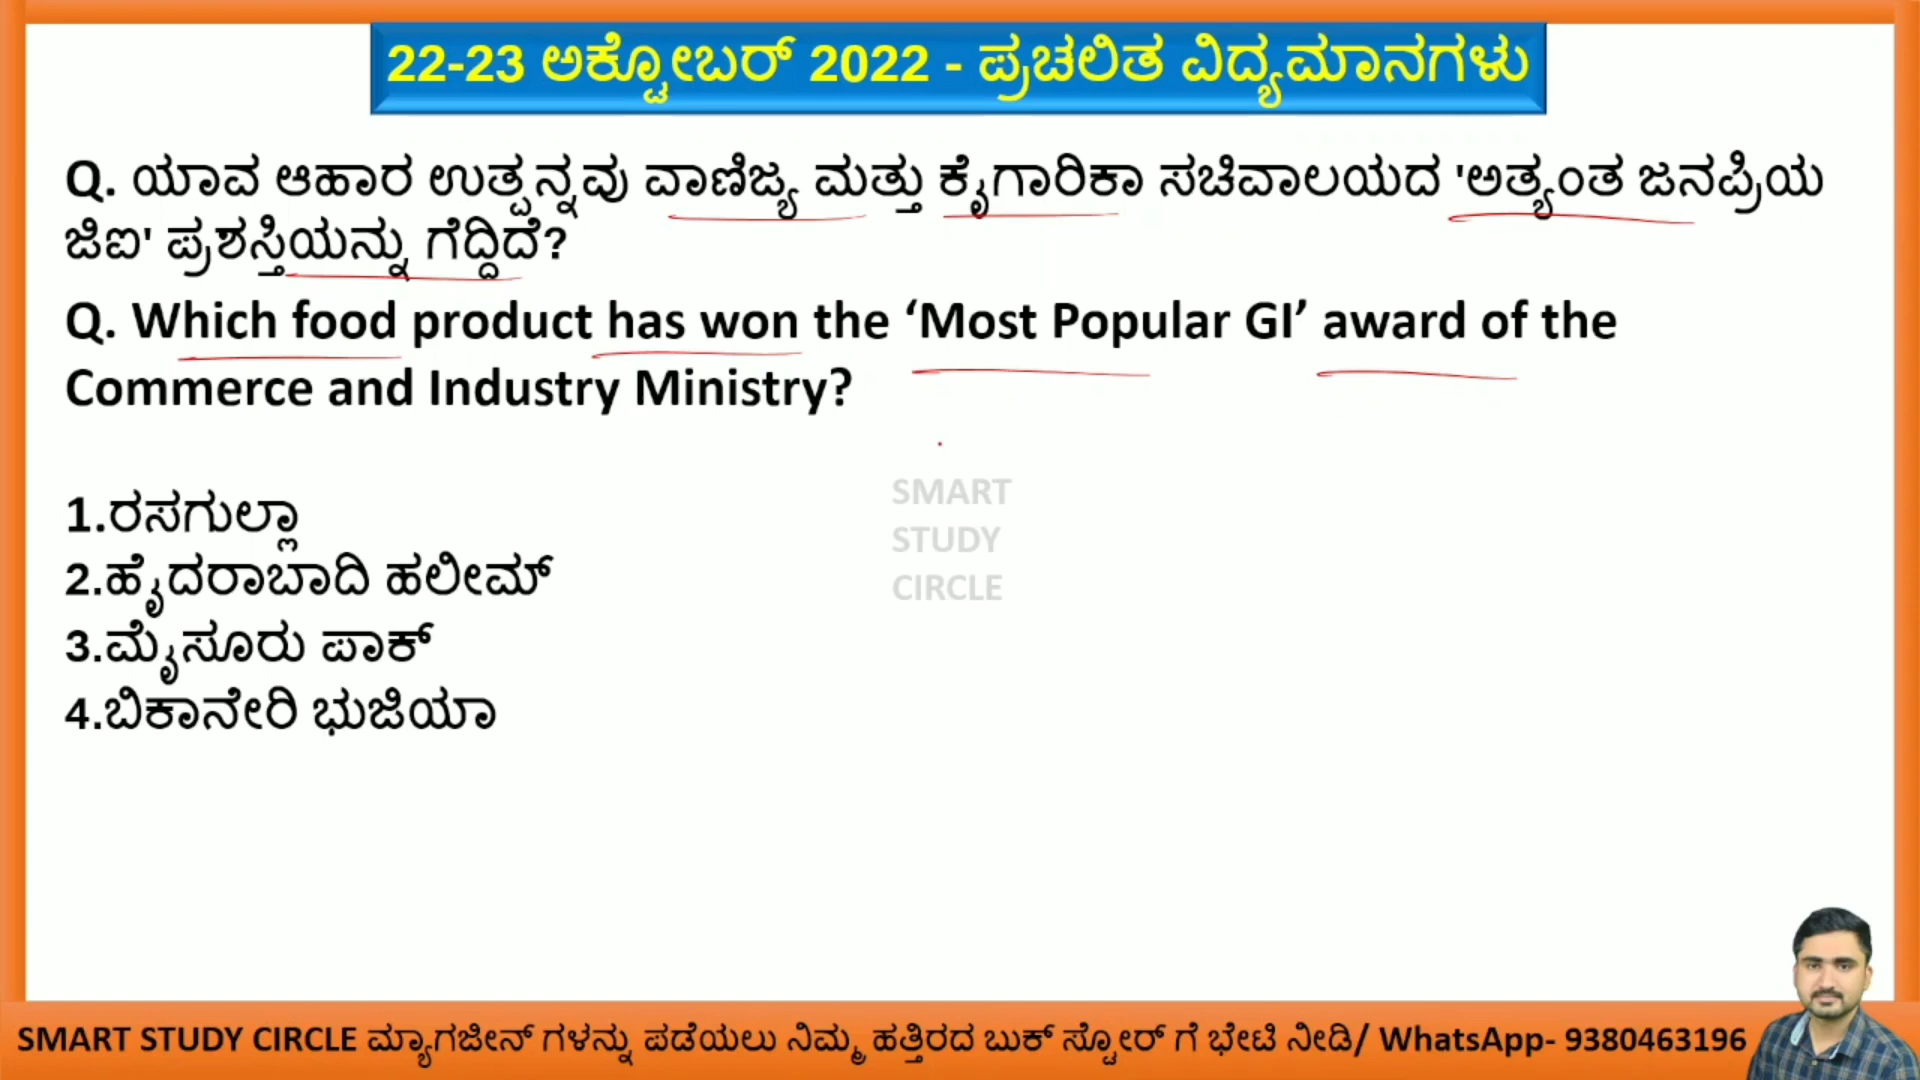 22-23 ಅಕ್ಟೋಬರ್ 2022 - ಪ್ರಚಲಿತ ವಿದ್ಯಮಾನಗಳು
Q. ಯಾವ ಆಹಾರ ಉತ್ಪನ್ನವು ವಾಣಿಜ್ಯ ಮತ್ತು ಕೈಗಾರಿಕಾ ಸಚಿವಾಲಯದ 'ಅತ್ಯಂತ ಜನಪ್ರಿಯ
ಜಿಐ' ಪ್ರಶಸ್ತಿಯನ್ನು ಗೆದ್ದಿದೆ?
Q. Which food product has won the ‘Most Popular GI’ award of the
Commerce and Industry Ministry?
SMART
STUDY
CIRCLE
1.ರಸಗುಲ್ಲಾ
2.ಹೈದರಾಬಾದಿ ಹಲೀಮ್
3.ಮೈಸೂರು ಪಾಕ್
4.ಬಿಕಾನೇರಿ ಭುಜಿಯಾ
SMART STUDY CIRCLE ಮ್ಯಾಗಜೀನ್ ಗಳನ್ನು ಪಡೆಯಲು ನಿಮ್ಮ ಹತ್ತಿರದ ಬುಕ್ ಸ್ಟೋರ್ ಗೆ ಭೇಟಿ ನೀಡಿ/ WhatsApp- 9380463196